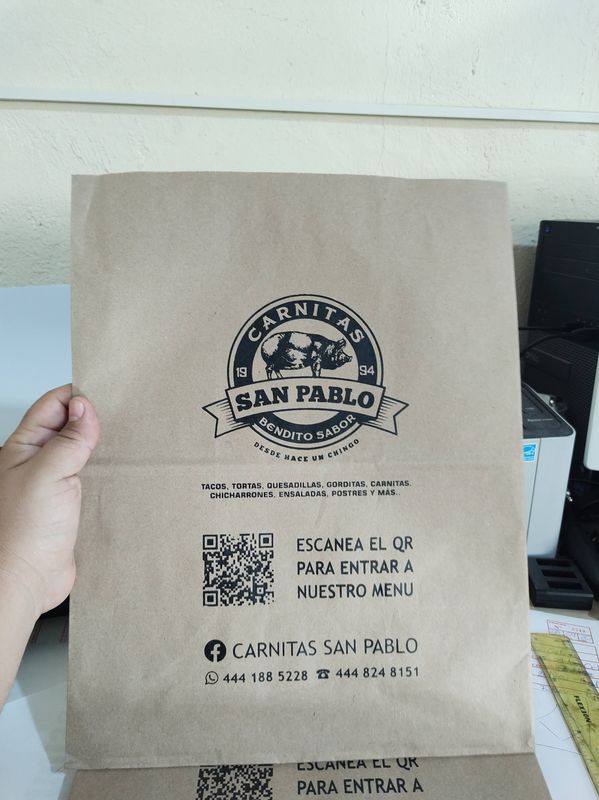 CARNITAS
19 94
SAN PABLO
BENDITO SABOR
DESDE HACE UN CHINGO
TACOS, TORTAS, QUESADILLAS, GORDITAS, CARNITAS.
CHICHARRONES, ENSALADAS, POSTRES Y MÁS..
ESCANEA EL QR
PARA ENTRAR A
NUESTRO MENU
CARNITAS SAN PABLO
444 188 5228 444 824 8151
ESCANEA EL QR
PARA ENTRAR A